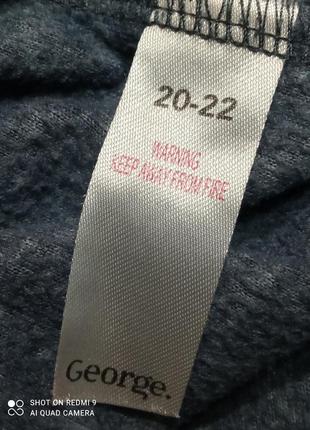 20-22
WARNING
KEEP AWAY FROM FIRE
George.
SHOT ON REDMI 9
AI QUAD CAMERA